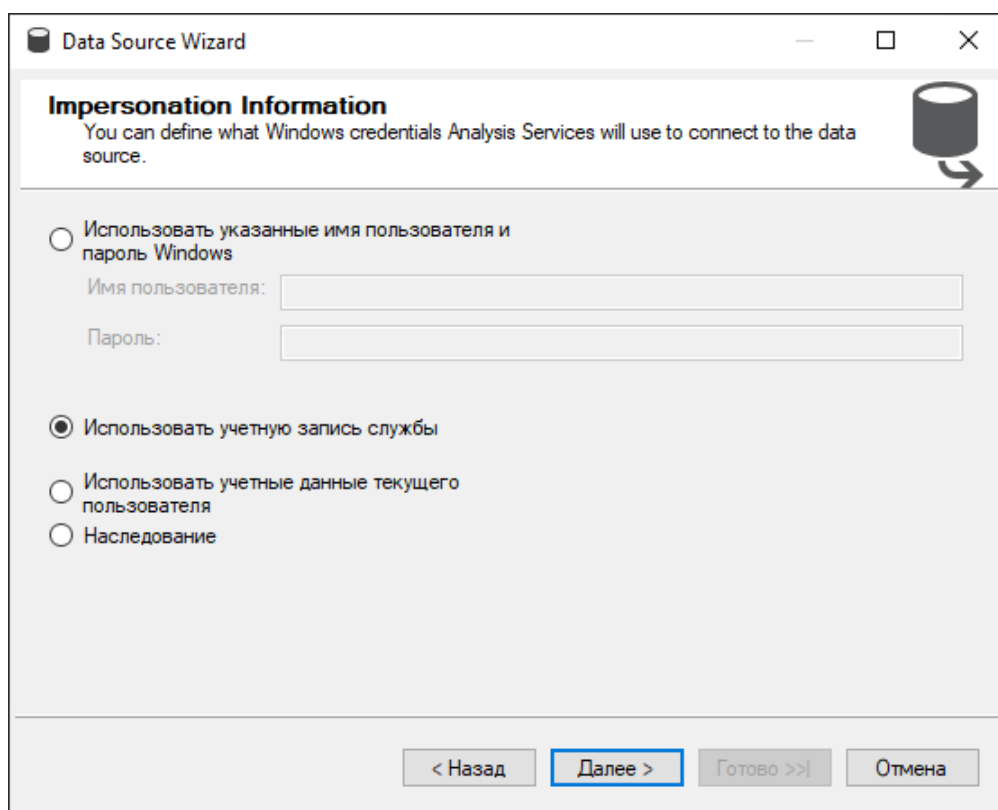 Data Source Wizard
Impersonation Information
You can define what Windows credentials Analysis Services will use to connect to the data
source.
Использовать указанные имя пользователя и
пароль Windows
Имя пользователя:
Пароль:
Использовать учетную запись службы
Использовать учетные данные текущего
пользователя
Наследование
< Назад
Далее >
Готово >>|
Отмена